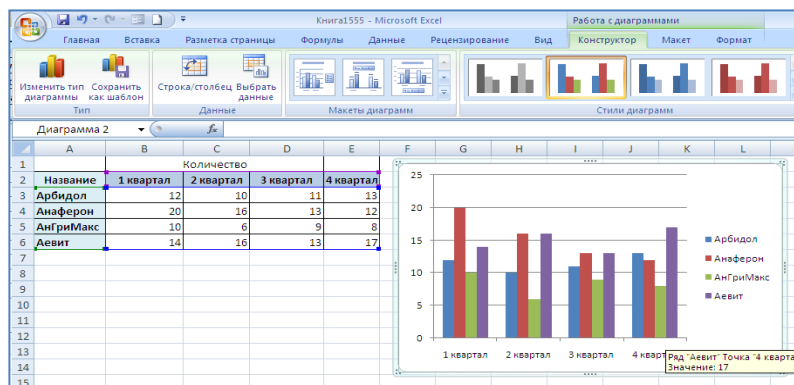 Книга1555 - Microsoft Excel
Работа с диаграммами
Главная Вставка Разметка страницы Формулы Данные Рецензирование Вид Конструктор Макет Формат
Изменить тип диаграммы Сохранить как шаблон Строка/столбец Выбрать данные
Тип Данные Макеты диаграмм Стили диаграмм
Диаграмма 2 fx
A B C D E F G H I J K L
1 Количество
2 Название 1 квартал 2 квартал 3 квартал 4 квартал
3 Арбидол 12 10 11 13
4 Анаферон 20 16 13 12
5 АнГриМакс 10 6 9 8
6 Аевит 14 16 13 17
7
8
9
10
11
12
13
14
15
25
20
15
10
5
0
1 квартал 2 квартал 3 квартал 4 кварт
Арбидол
Анаферон
АнГриМакс
Аевит
Ряд "Аевит" Точка "4 кварта
Значение: 17